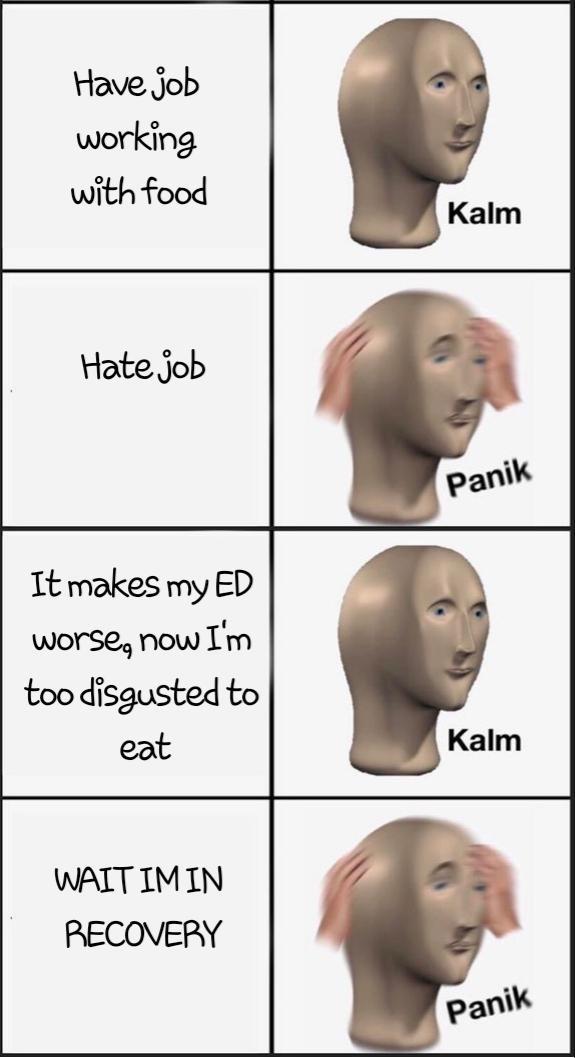 Have job
working
with food
Kalm
Hate job
Panik
It makes my ED
worse, now I'm
too disgusted to
eat
Kalm
WAIT IM IN
RECOVERY
Panik